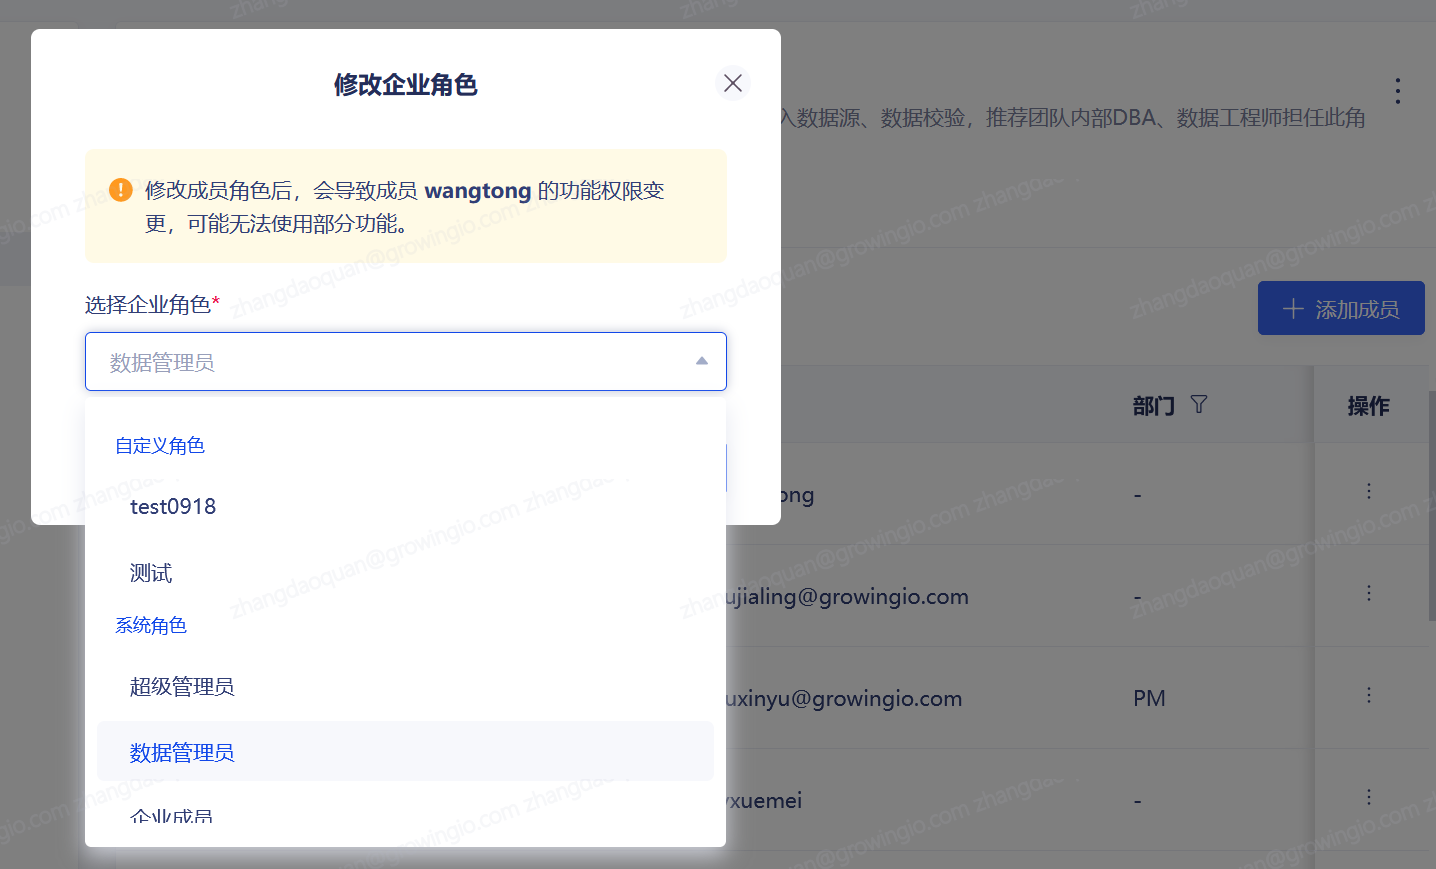 修改企业角色
入数据源、数据校验，推荐团队内部DBA、数据工程师担任此角
修改成员角色后，会导致成员 wangtong 的功能权限变
更，可能无法使用部分功能。
选择企业角色*
添加成员
数据管理员
部门
操作
自定义角色
ong
-
test0918
测试
ujialing@growingio.com
-
系统角色
超级管理员
uxinyu@growingio.com
PM
数据管理员
xuemei
-
企业成员
zhangdaoquan@growingio.com